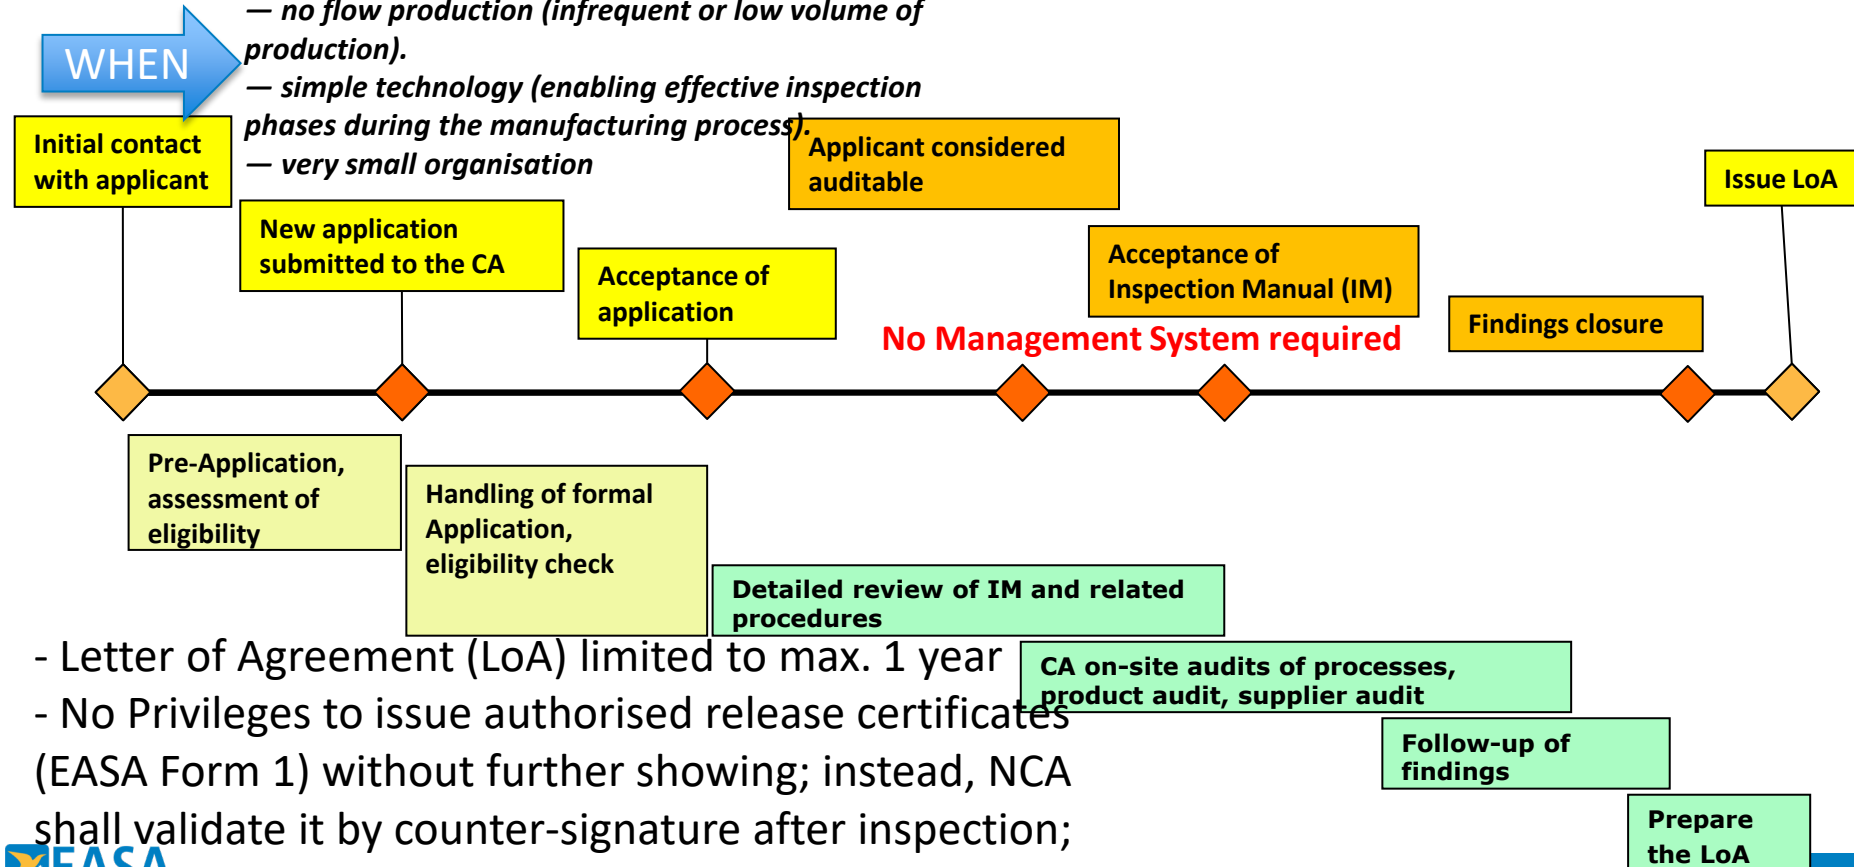 — no flow production (infrequent or low volume of
production).
— simple technology (enabling effective inspection
phases during the manufacturing process).
— very small organisation
WHEN
Initial contact
with applicant
New application
submitted to the CA
Acceptance of
application
Applicant considered
auditable
Acceptance of
Inspection Manual (IM)
No Management System required
Findings closure
Issue LoA
Pre-Application,
assessment of
eligibility
Handling of formal
Application,
eligibility check
Detailed review of IM and related
procedures
CA on-site audits of processes,
product audit, supplier audit
Follow-up of
findings
Prepare
the LoA
- Letter of Agreement (LoA) limited to max. 1 year
- No Privileges to issue authorised release certificates
(EASA Form 1) without further showing; instead, NCA
shall validate it by counter-signature after inspection;
EASA